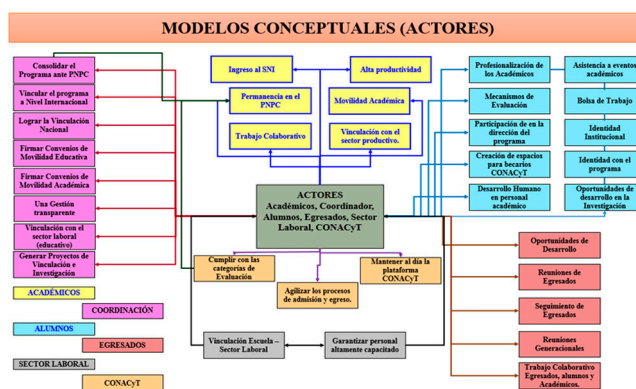 MODELOS CONCEPTUALES (ACTORES)
Consolidar el
Programa ante PNPC
Vincular el programa
a Nivel Internacional
Lograr la Vinculación
Nacional
Firmar Convenios de
Movilidad Educativa
Firmar Convenios de
Movilidad Académica
Una Gestión
transparente
Vinculación con el
sector laboral (educativo)
Generar Proyectos de
Vinculación e
Investigación
Ingreso al SNI
Alta productividad
Permanencia en el
PNPC
Movilidad Académica
Trabajo Colaborativo
Vinculación con el
sector productivo.
Profesionalización de
los Académicos
Asistencia a eventos
académicos
Mecanismos de
Evaluación
Bolsa de Trabajo
Participación de en la
dirección del
programa
Identidad
Institucional
Creación de espacios
para becarios
CONACyT
Identidad con el
programa
Desarrollo Humano
en personal
académico
Oportunidades de
desarrollo en la
Investigación
ACTORES
Académicos, Coordinador,
Alumnos, Egresados, Sector
Laboral, CONACyT
Cumplir con las
categorías de
Evaluación
Agilizar los procesos
de admisión y egreso.
Mantener al día la
plataforma
CONACyT
Vinculación Escuela –
Sector Laboral
Garantizar personal
altamente capacitado
Oportunidades de
Desarrollo
Reuniones de
Egresados
Seguimiento de
Egresados
Reuniones
Generacionales
Trabajo Colaborativo
Egresados, alumnos y
Académicos.
ACADÉMICOS
COORDINACIÓN
ALUMNOS
EGRESADOS
SECTOR LABORAL
CONACyT